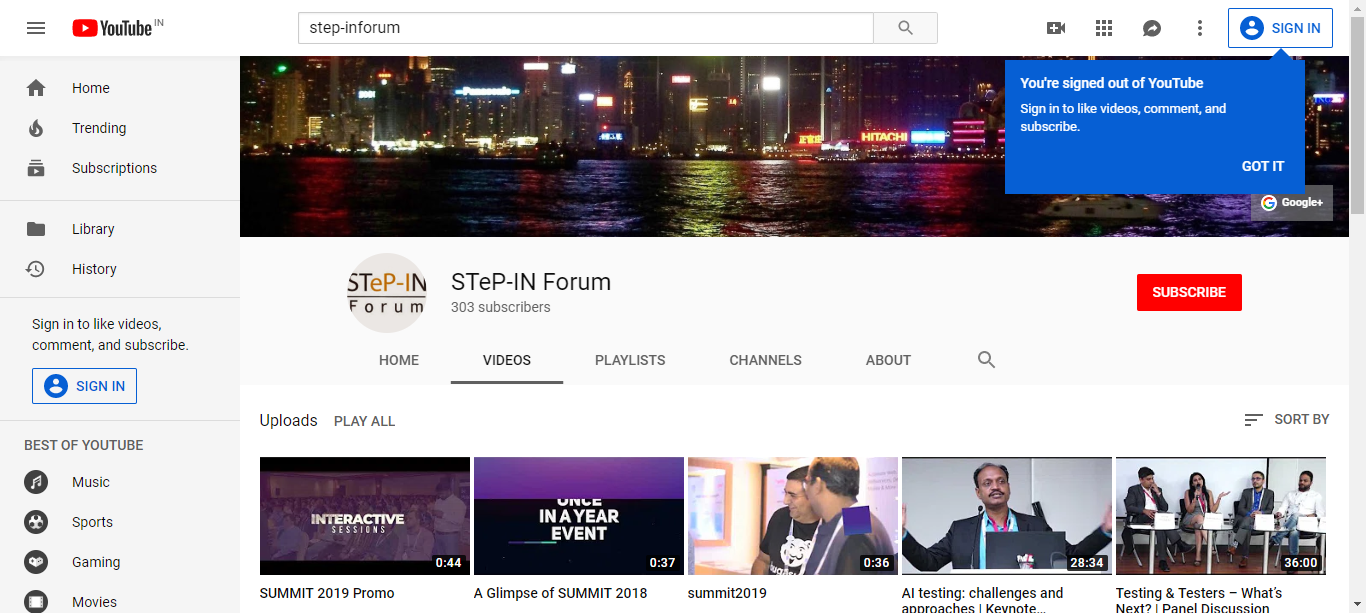 YouTube IN
step-inforum
SIGN IN
Home
Trending
Subscriptions
Library
History
Sign in to like videos,
comment, and subscribe.
SIGN IN
BEST OF YOUTUBE
Music
Sports
Gaming
Movies
Panasonic
HITACHI
You're signed out of YouTube
Sign in to like videos, comment, and
subscribe.
GOT IT
Google+
STeP-IN
Forum
STeP-IN Forum
303 subscribers
SUBSCRIBE
HOME
VIDEOS
PLAYLISTS
CHANNELS
ABOUT
Uploads
PLAY ALL
SORT BY
INTERACTIVE
SESSIONS
0:44
SUMMIT 2019 Promo
ONCE
IN A YEAR
EVENT
0:37
A Glimpse of SUMMIT 2018
0:36
summit2019
28:34
AI testing: challenges and
approaches | Keynote...
36:00
Testing & Testers – What's
Next? | Panel Discussion